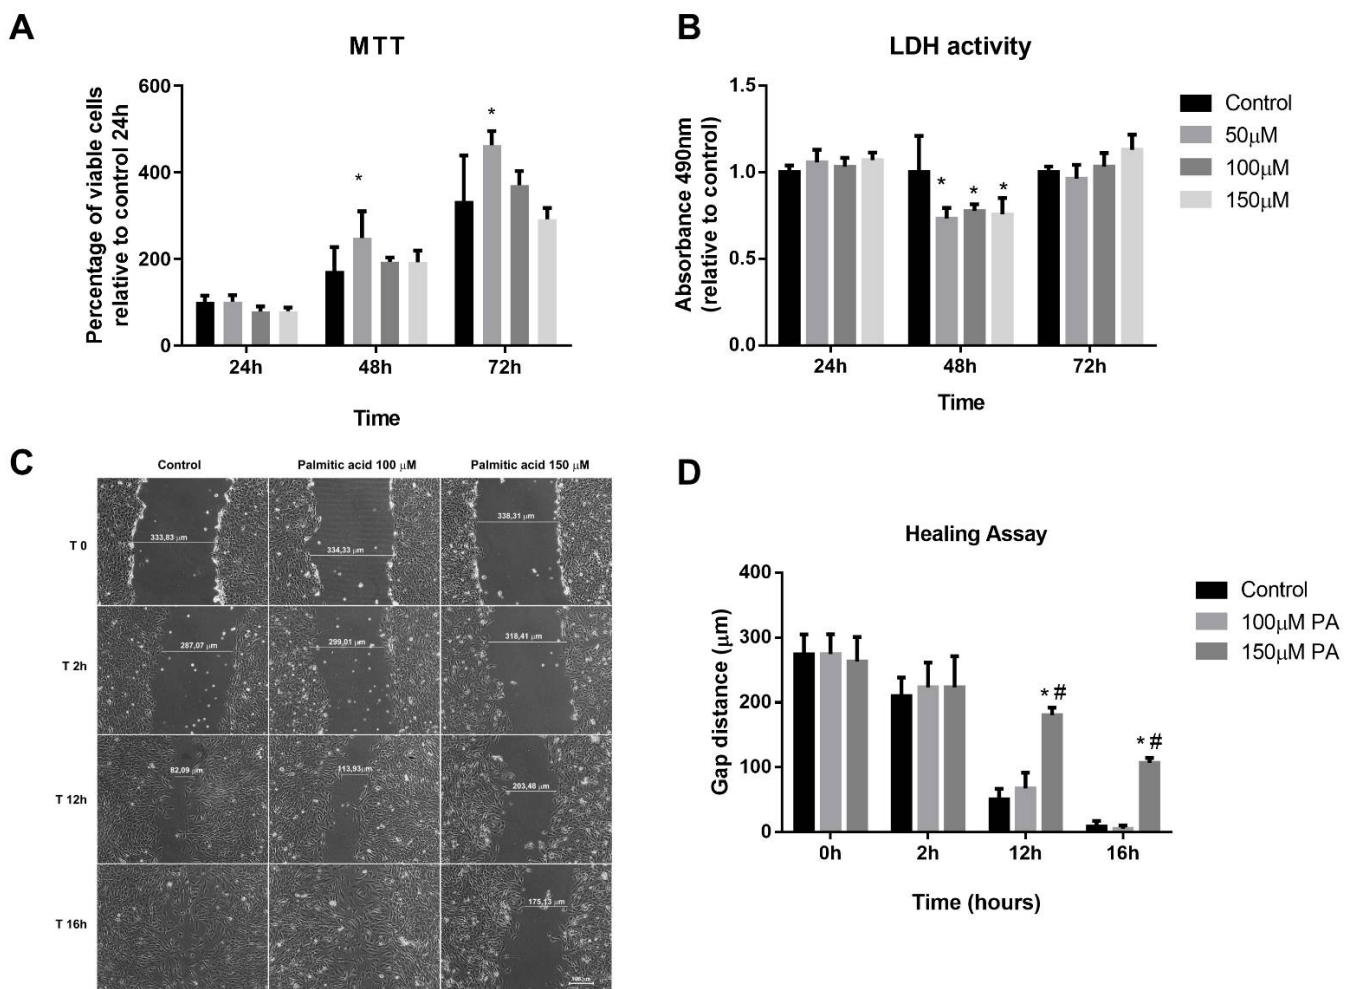 A
MTT
Percentage of viable cells
relative to control 24h
600
400
200
0
*
*
24h
48h
72h
Time
B
LDH activity
Absorbance 490nm
(relative to control)
1.5
1.0
0.5
0.0
*
*
*
24h
48h
72h
Time
Control
50μM
100μM
150μM
C
Control
Palmitic acid 100 μM
Palmitic acid 150 μM
T 0
333,83 μm
334,33 μm
338,31 μm
T 2h
287,07 μm
299,01 μm
318,41 μm
T 12h
82,09 μm
113,93 μm
203,48 μm
T 16h
175,13 μm
100 μm
D
Healing Assay
Gap distance (μm)
400
300
200
100
0
*#
*#
0h
2h
12h
16h
Time (hours)
Control
100μM PA
150μM PA